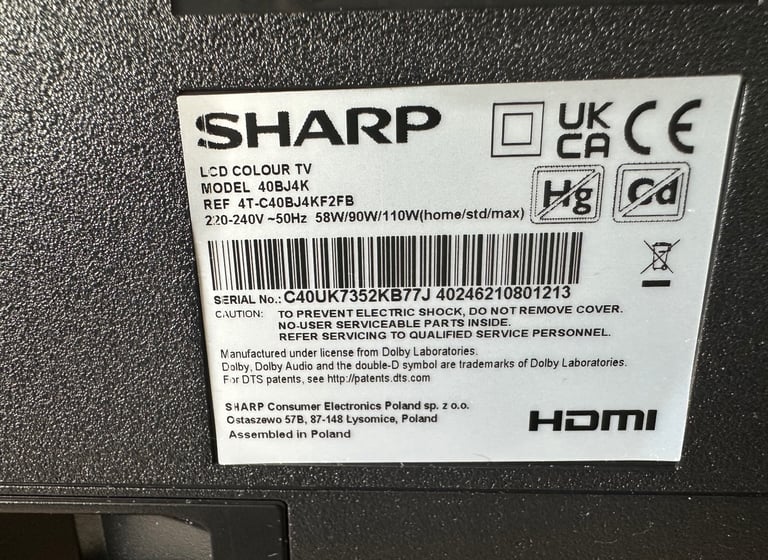 SHARP
UK
CA CE
LCD COLOUR TV
MODEL 40BJ4K
REF 4T-C40BJ4KF2FB
220-240V ~50Hz 58W/90W/110W(home/std/max)
Hg Cd
SERIAL No.: C40UK7352KB77J 40246210801213
CAUTION: TO PREVENT ELECTRIC SHOCK, DO NOT REMOVE COVER.
NO-USER SERVICEABLE PARTS INSIDE.
REFER SERVICING TO QUALIFIED SERVICE PERSONNEL.
Manufactured under license from Dolby Laboratories.
Dolby, Dolby Audio and the double-D symbol are trademarks of Dolby Laboratories.
For DTS patents, see http://patents.dts.com
SHARP Consumer Electronics Poland sp. z o.o.
Ostaszewo 57B, 87-148 Łysomice, Poland
Assembled in Poland
HDMI